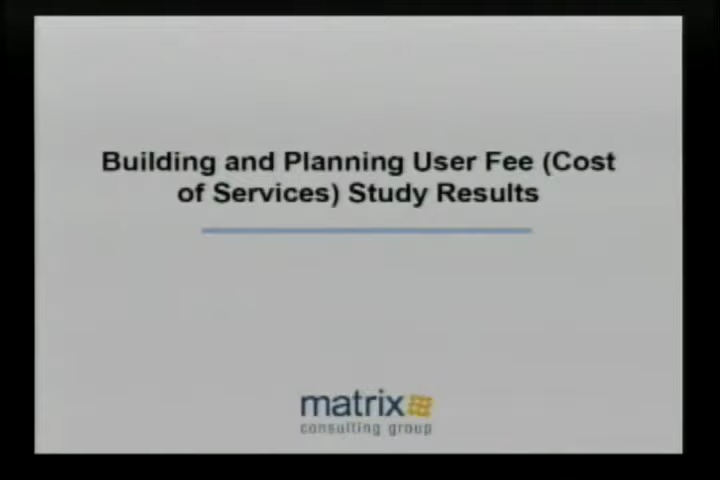 Building and Planning User Fee (Cost
of Services) Study Results
matrix
consulting group